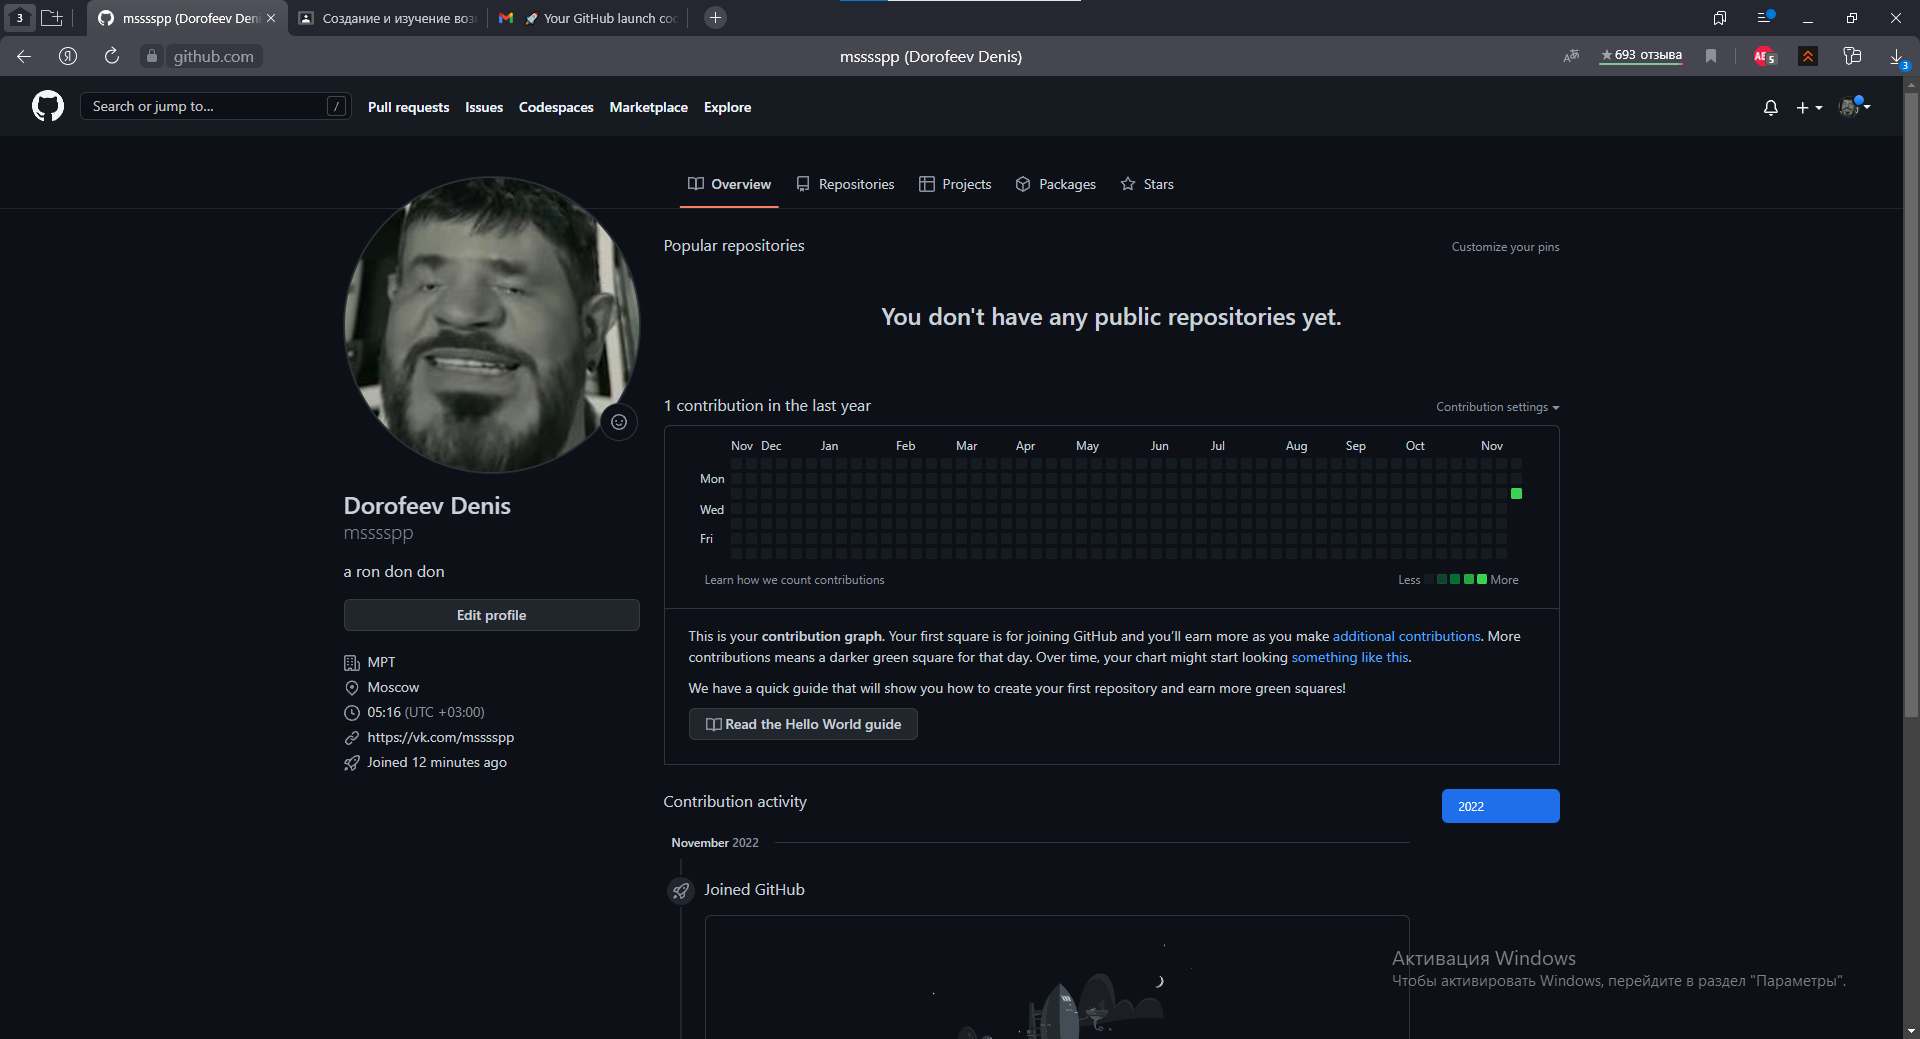 3
msssspp (Dorofeev Deni
Создание и изучение воз
🚀 Your GitHub launch coc
github.com
msssspp (Dorofeev Denis)
★ 693 отзыва
5
3
Search or jump to...
/
Pull requests
Issues
Codespaces
Marketplace
Explore
Overview
Repositories
Projects
Packages
Stars
Popular repositories
Customize your pins
You don't have any public repositories yet.
1 contribution in the last year
Contribution settings
Nov Dec Jan Feb Mar Apr May Jun Jul Aug Sep Oct Nov
Mon
Wed
Fri
Learn how we count contributions
Less
More
Dorofeev Denis
msssspp
a ron don don
Edit profile
MPT
Moscow
05:16 (UTC +03:00)
https://vk.com/msssspp
Joined 12 minutes ago
This is your contribution graph. Your first square is for joining GitHub and you’ll earn more as you make additional contributions. More
contributions means a darker green square for that day. Over time, your chart might start looking something like this.
We have a quick guide that will show you how to create your first repository and earn more green squares!
Read the Hello World guide
Contribution activity
2022
November 2022
Joined GitHub
Активация Windows
Чтобы активировать Windows, перейдите в раздел "Параметры".